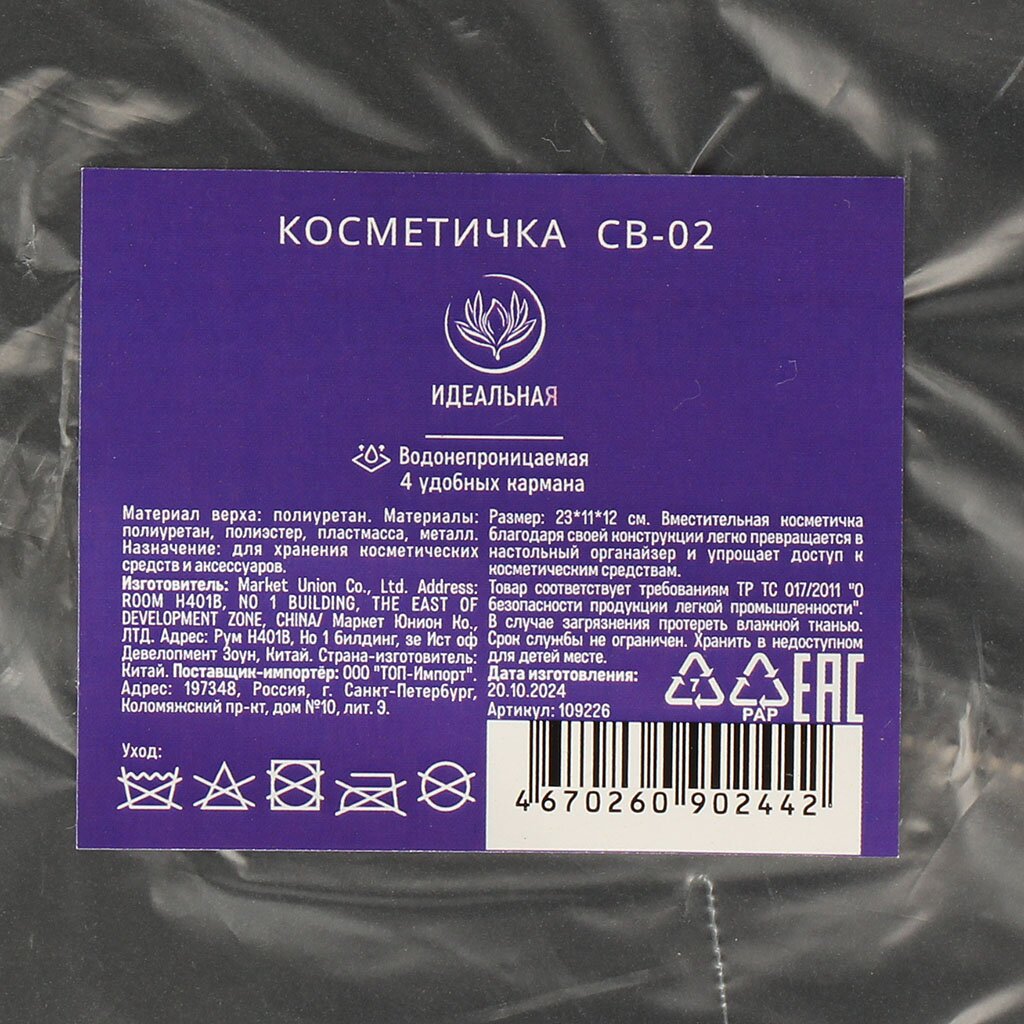 КОСМЕТИЧКА CB-02
ИДЕАЛЬНАЯ
Водонепроницаемая
4 удобных кармана
Материал верха: полиуретан. Материалы:
полиуретан, полиэстер, пластмасса, металл.
Назначение: для хранения косметических
средств и аксессуаров.
Изготовитель: Market Union Co., Ltd. Address:
ROOM H401B, NO 1 BUILDING, THE EAST OF
DEVELOPMENT ZONE, CHINA/ Маркет Юнион Ко.,
ЛТД. Адрес: Рум H401B, Но 1 билдинг, зе Ист оф
Девелопмент Зоун, Китай. Страна-изготовитель:
Китай. Поставщик-импортёр: ООО "ТОП-Импорт".
Адрес: 197348, Россия, г. Санкт-Петербург,
Коломяжский пр-кт, дом №10, лит. Э.
Уход:
Размер: 23*11*12 см. Вместительная косметичка
благодаря своей конструкции легко превращается в
настольный органайзер и упрощает доступ к
косметическим средствам.
Товар соответствует требованиям ТР ТС 017/2011 "О
безопасности продукции легкой промышленности".
В случае загрязнения протереть влажной тканью.
Срок службы не ограничен. Хранить в недоступном
для детей месте.
Дата изготовления:
20.10.2024
Артикул: 109226
7
PAP
EAC
4 670260 902442